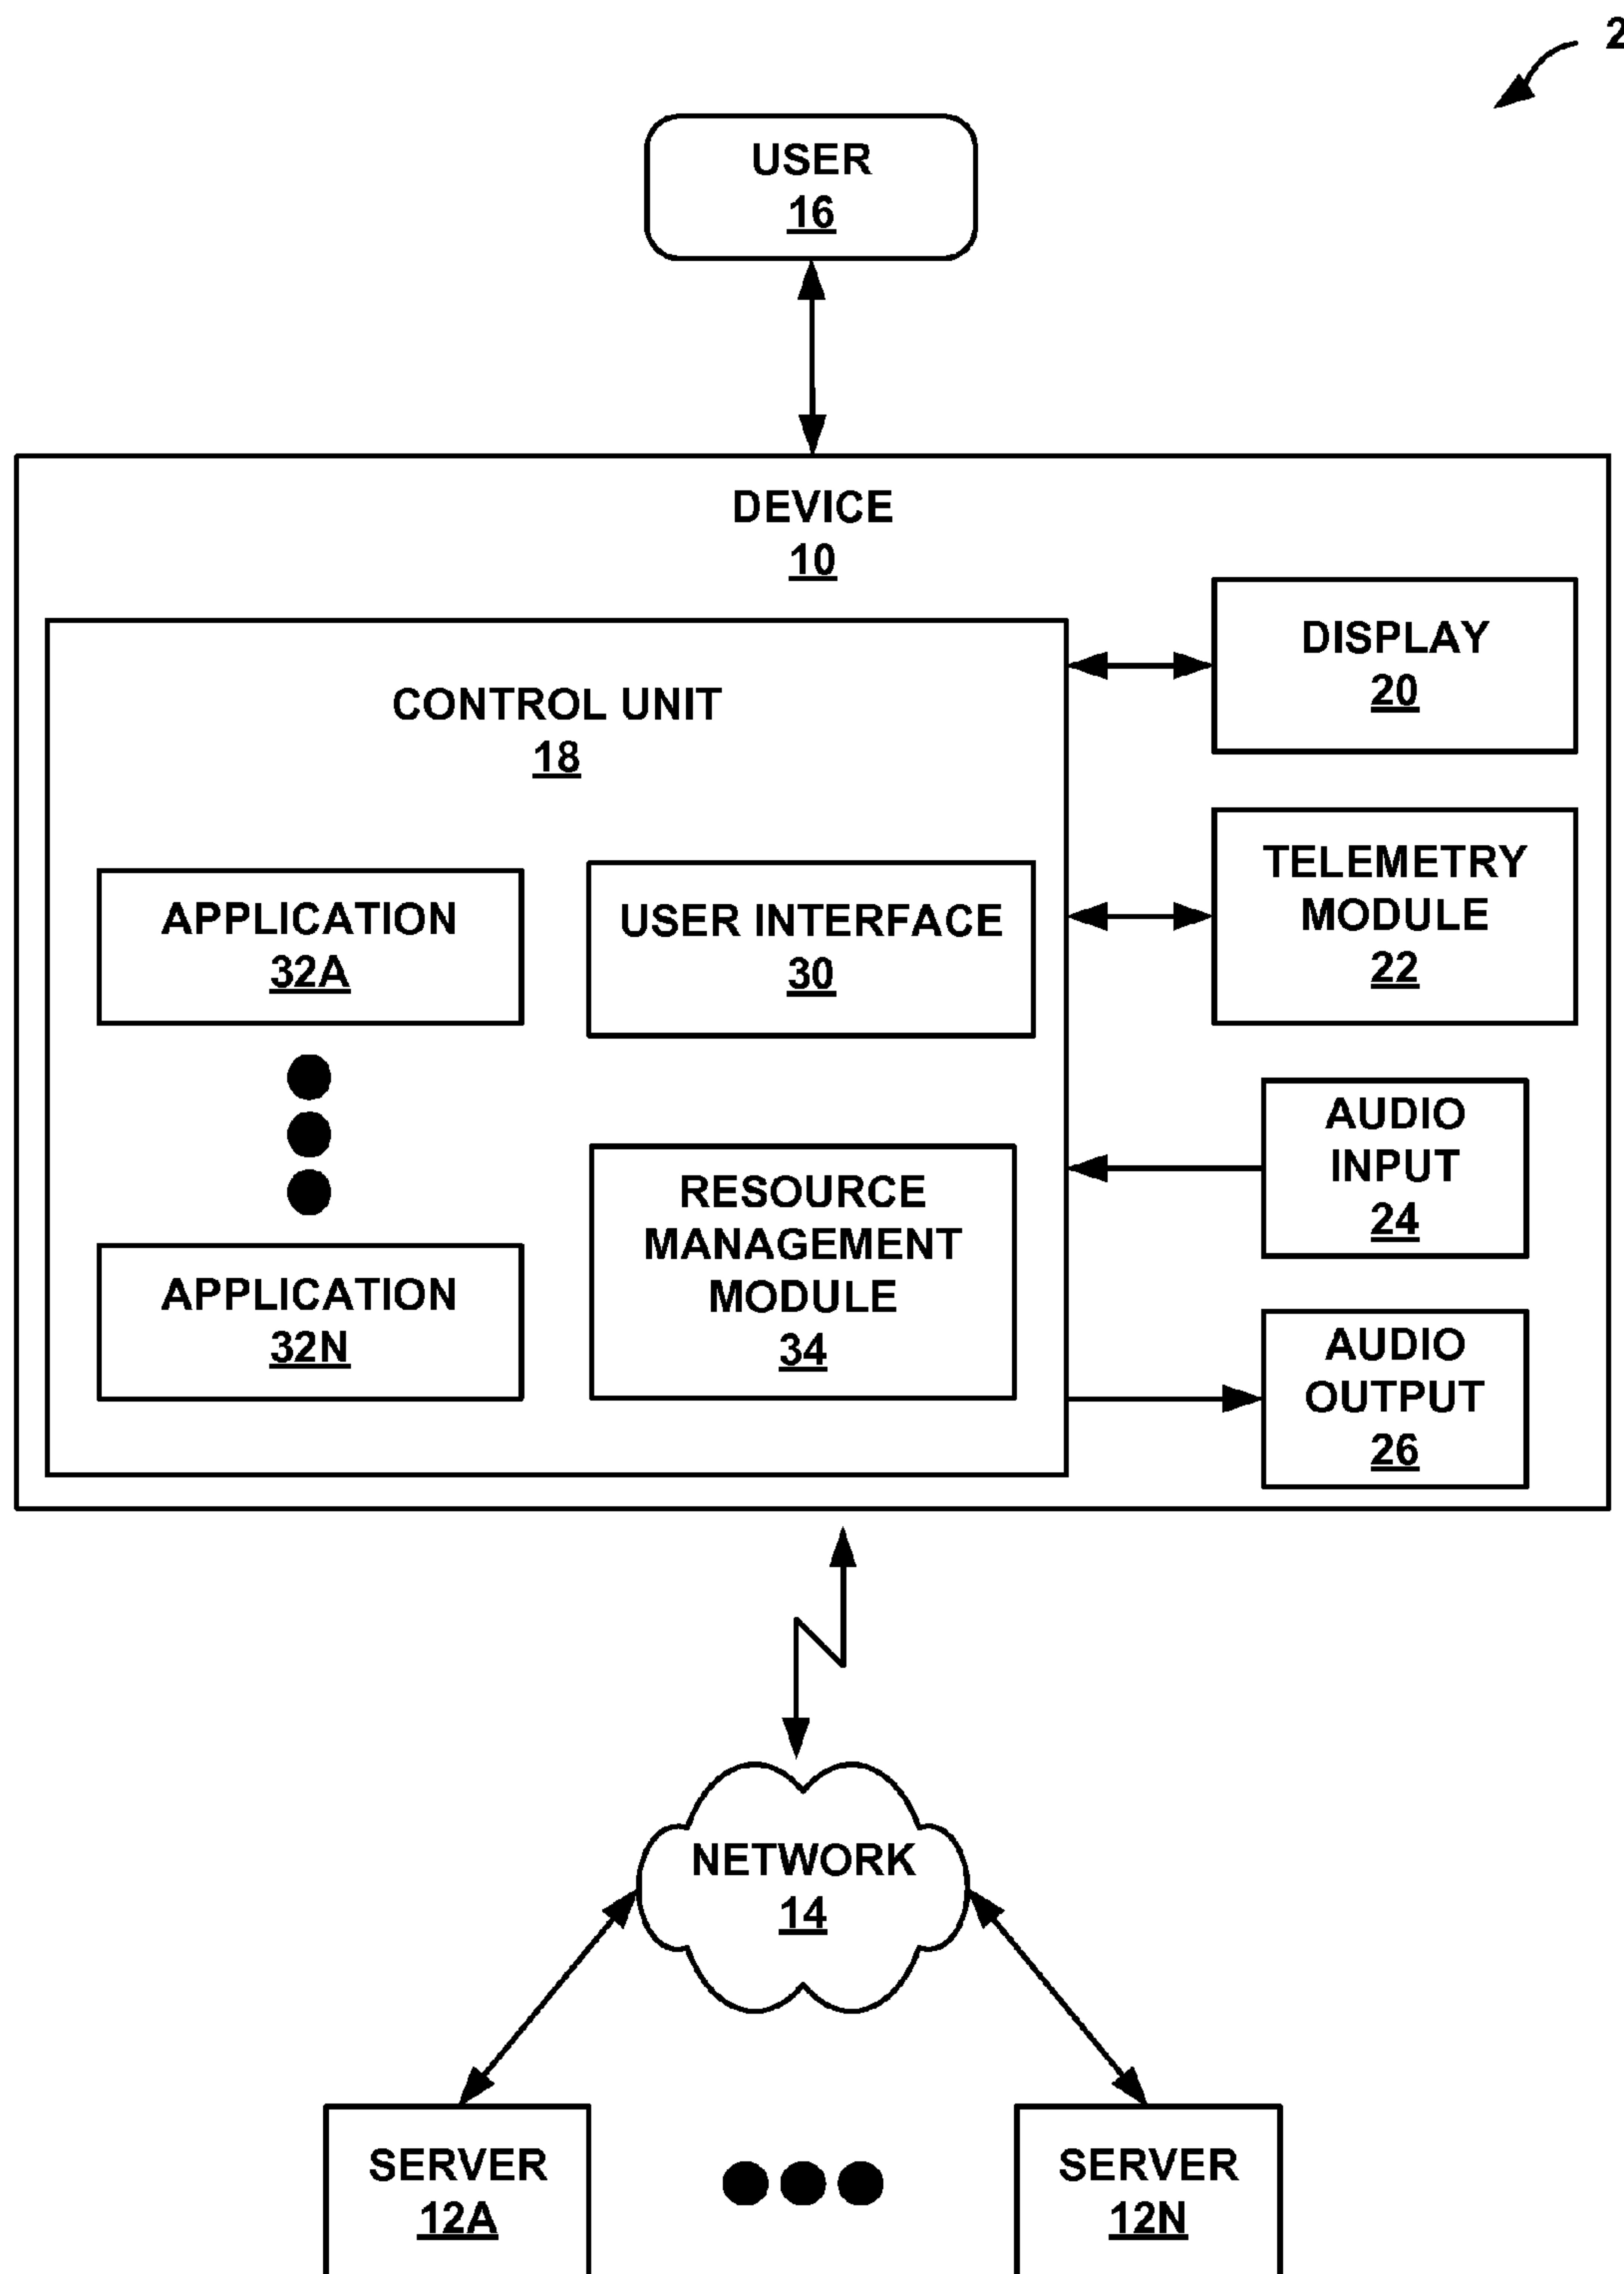 2
USER
16
DEVICE
10
DISPLAY
20
CONTROL UNIT
18
TELEMETRY
MODULE
22
APPLICATION
32A
USER INTERFACE
30
AUDIO
INPUT
24
RESOURCE
MANAGEMENT
MODULE
34
APPLICATION
32N
AUDIO
OUTPUT
26
NETWORK
14
SERVER
12A
SERVER
12N